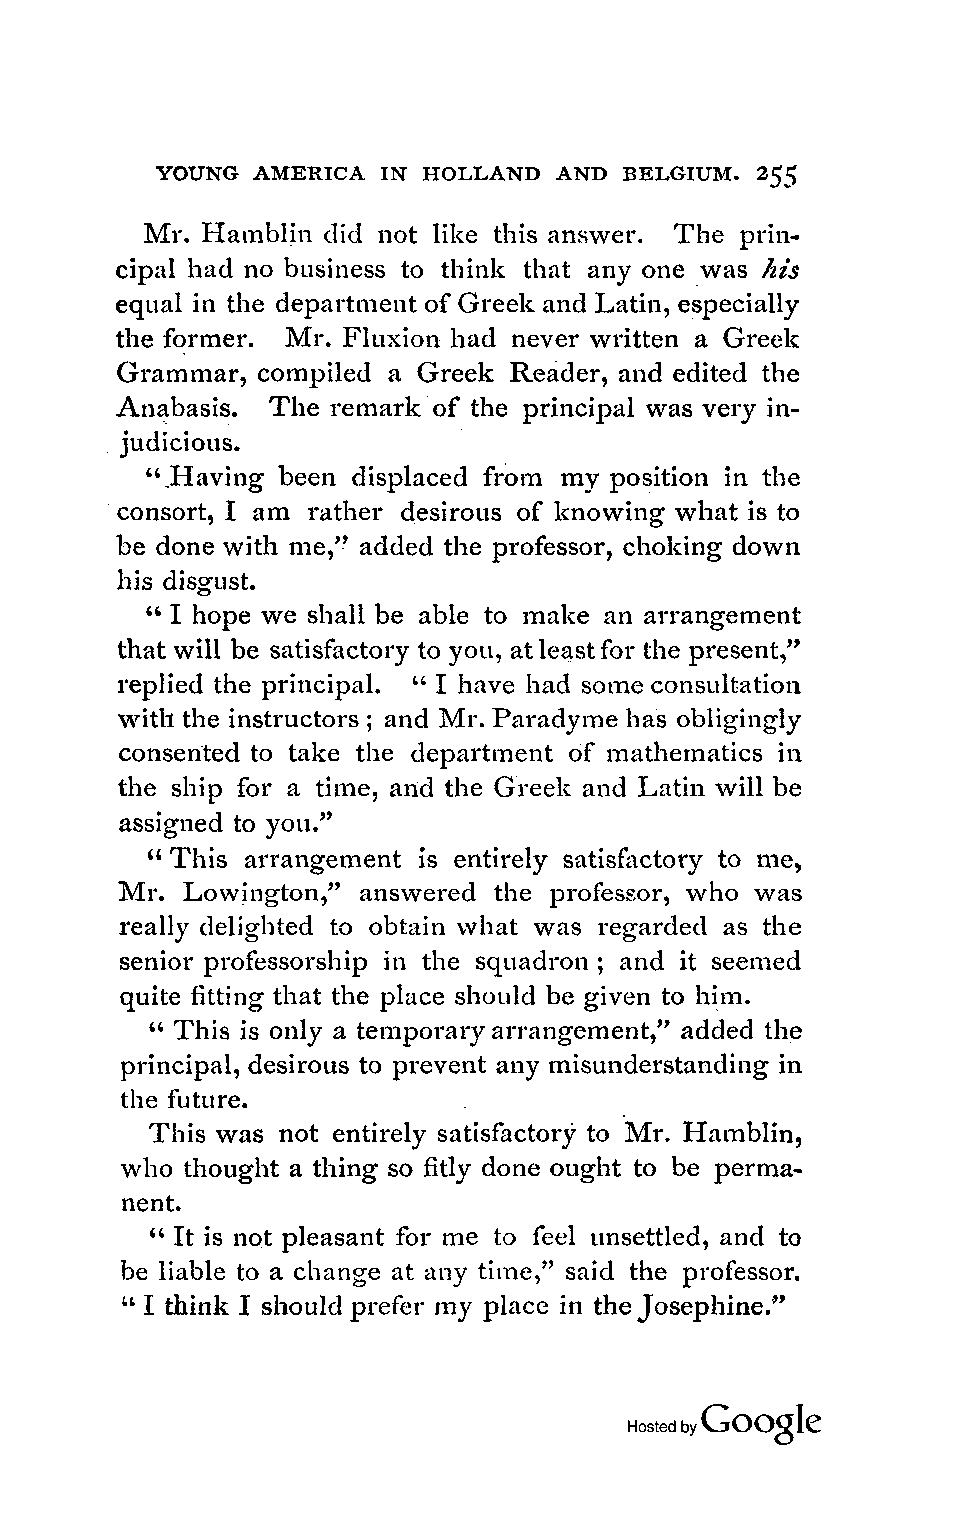 YOUNG AMERICA IN HOLLAND AND BELGIUM. 255
Mr. Hamblin did not like this answer. The prin-
cipal had no business to think that any one was his
equal in the department of Greek and Latin, especially
the former. Mr. Fluxion had never written a Greek
Grammar, compiled a Greek Reader, and edited the
Anabasis. The remark of the principal was very in-
judicious.
“Having been displaced from my position in the
consort, I am rather desirous of knowing what is to
be done with me,” added the professor, choking down
his disgust.
“I hope we shall be able to make an arrangement
that will be satisfactory to you, at least for the present,”
replied the principal. “I have had some consultation
with the instructors; and Mr. Paradyme has obligingly
consented to take the department of mathematics in
the ship for a time, and the Greek and Latin will be
assigned to you.”
“This arrangement is entirely satisfactory to me,
Mr. Lowington,” answered the professor, who was
really delighted to obtain what was regarded as the
senior professorship in the squadron; and it seemed
quite fitting that the place should be given to him.
“This is only a temporary arrangement,” added the
principal, desirous to prevent any misunderstanding in
the future.
This was not entirely satisfactory to Mr. Hamblin,
who thought a thing so fitly done ought to be perma-
nent.
“It is not pleasant for me to feel unsettled, and to
be liable to a change at any time,” said the professor.
“I think I should prefer my place in the Josephine.”
Hosted by Google